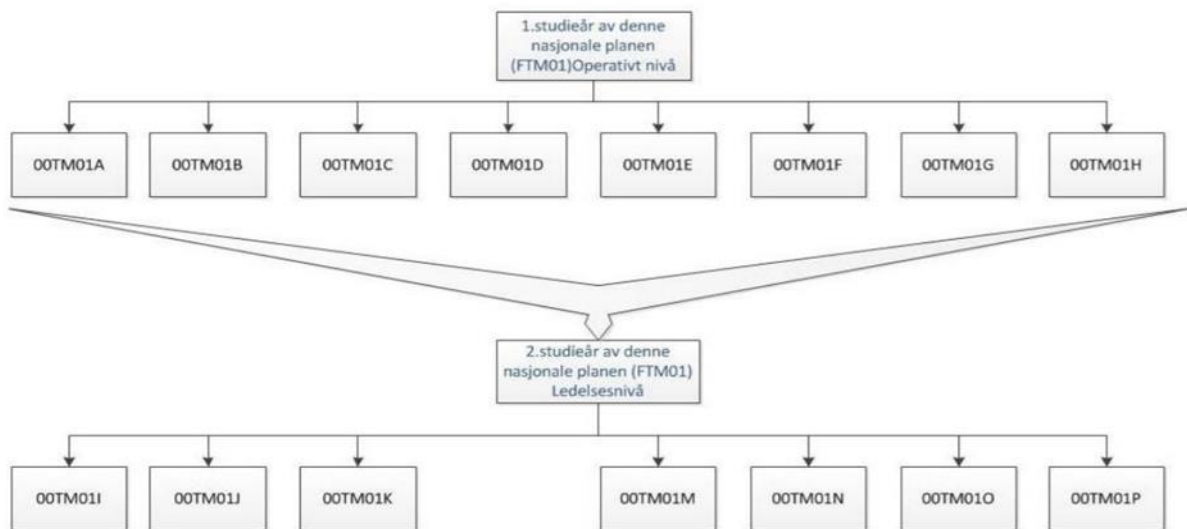 1.studieår av denne
nasjonale planen
(FTM01)Operativt nivå
00TM01A
00TM01B
00TM01C
00TM01D
00TM01E
00TM01F
00TM01G
00TM01H
2.studieår av denne
nasjonale planen (FTM01)
Ledelsesnivå
00TM01I
00TM01J
00TM01K
00TM01M
00TM01N
00TM01O
00TM01P